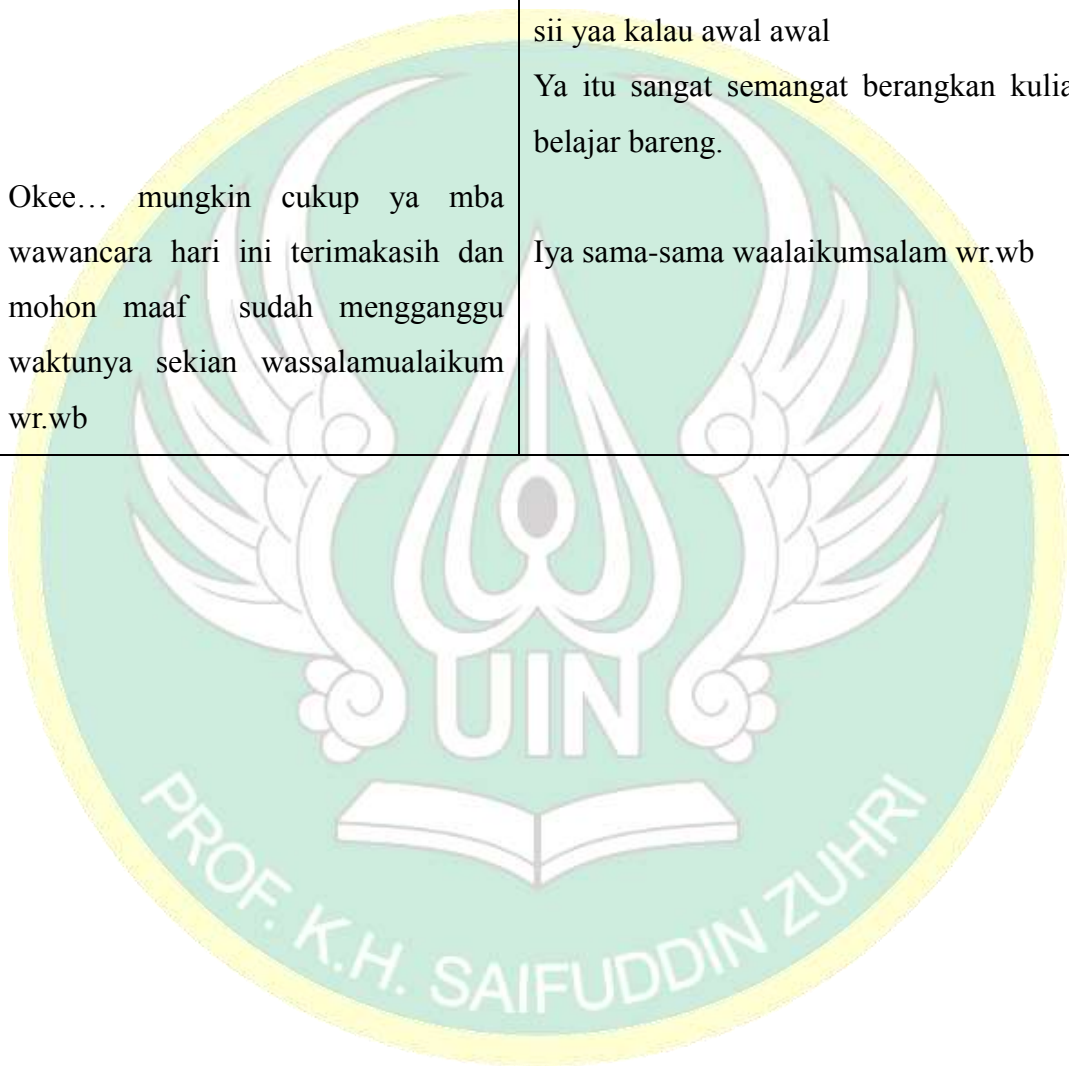 sii yaa kalau awal awal
Ya itu sangat semangat berangkan
belajar bareng.
Okee… mungkin cukup ya mba
wawancara hari ini terimakasih dan
mohon maaf sudah mengganggu
waktunya sekian wassalamualaikum
wr.wb
Iya sama-sama waalaikumsalam wr.wb
UIN
PROF. K.H. SAIFUDDIN ZUHRI